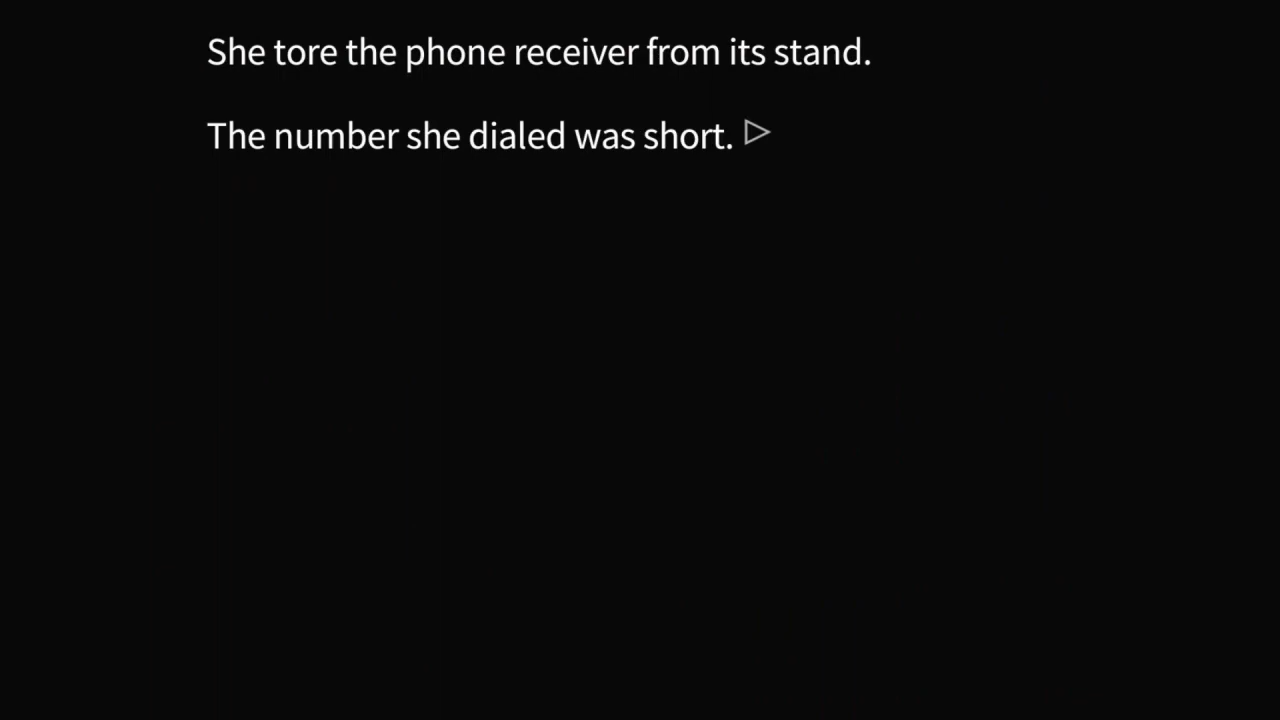 She tore the phone receiver from its stand.
The number she dialed was short.